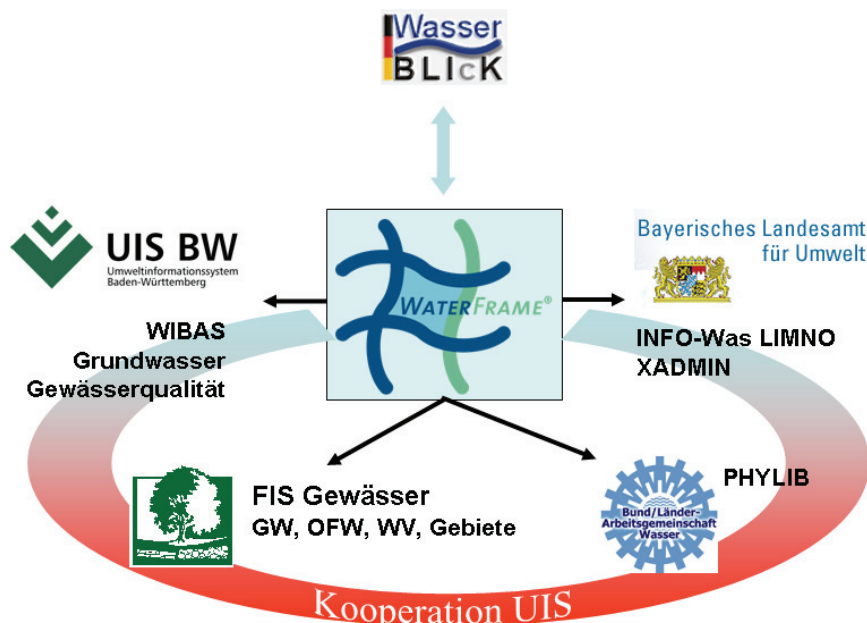 Wasser
BLIcK
UIS BW
Umweltinformationssystem
Baden-Württemberg
WIBAS
Grundwasser
Gewässerqualität
WATERFRAME®
Bayerisches Landesamt
für Umwelt
INFO-Was LIMNO
XADMIN
FIS Gewässer
GW, OFW, WV, Gebiete
Bund/Länder-
Arbeitsgemeinschaft
Wasser
PHYLIB
Kooperation UIS